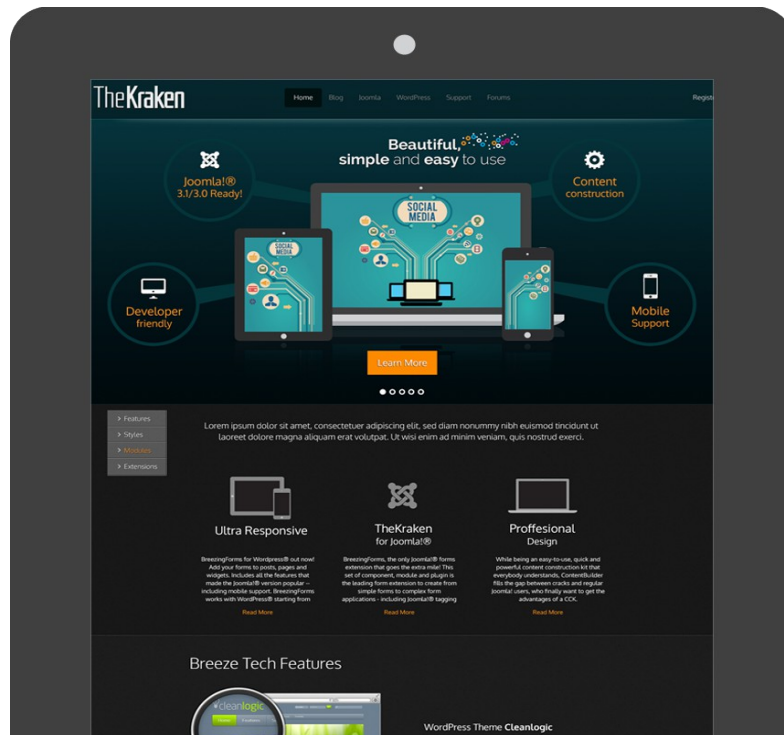 TheKraken
Home Blog Joomla WordPress Support Forums
Regist
Beautiful,
simple and easy to use
Joomla!®
3.1/3.0 Ready!
Content
construction
SOCIAL
MEDIA
SOCIAL
MEDIA
Developer
friendly
Mobile
Support
Learn More
> Features
> Styles
> Modules
> Extensions
Lorem ipsum dolor sit amet, consectetuer adipiscing elit, sed diam nonummy nibh euismod tincidunt ut
laoreet dolore magna aliquam erat volutpat. Ut wisi enim ad minim veniam, quis nostrud exerci.
Ultra Responsive
BreezingForms for Wordpress® out now!
Add your forms to posts, pages and
widgets. Includes all the features that
made the Joomla!® version popular --
including mobile support. BreezingForms
works with WordPress® starting from
Read More
TheKraken
for Joomla!®
BreezingForms, the only Joomla!® forms
extension that goes the extra mile! This
set of component, module and plugin is
the leading form extension to create from
simple forms to complex form
applications - including Joomla!® tagging
Read More
Proffesional
Design
While being an easy-to-use, quick and
powerful content construction kit that
everybody understands, ContentBuilder
fills the gap between cracks and regular
Joomla! users, who finally want to get the
advantages of a CCK.
Read More
Breeze Tech Features
cleanlogic
WordPress Theme Cleanlogic